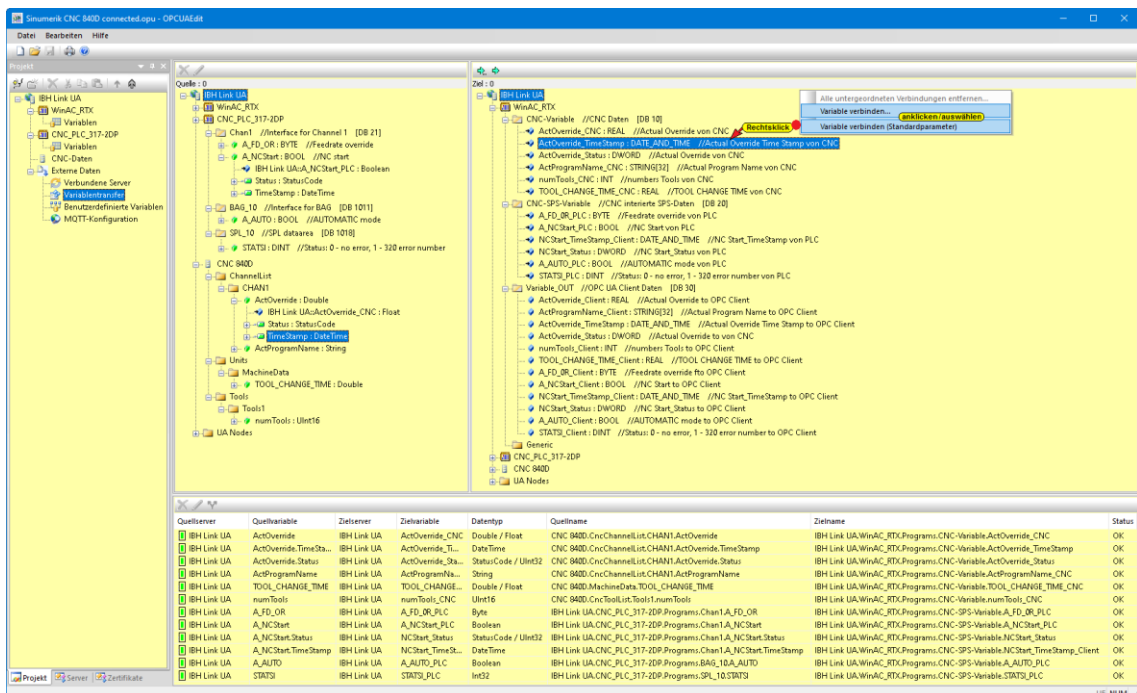 Sinumerik CNC 840D connected.opu - OPCUAEdit
Datei Bearbeiten Hilfe
Projekt
IBH Link UA
WinAC_RTX
Variablen
CNC_PLC_317-2DP
Variablen
CNC-Daten
Externe Daten
Verbundene Server
Variablentransfer
Benutzerdefinierte Variablen
MQTT-Konfiguration
Quelle : 0
IBH Link UA
WinAC_RTX
CNC_PLC_317-2DP
Chan1 //Interface for Channel 1 [DB 21]
A_FD_OR : BYTE //Feedrate override
A_NCStart : BOOL //NC start
IBH Link UA::A_NCStart_PLC : Boolean
Status : StatusCode
TimeStamp : DateTime
BAG_10 //Interface for BAG [DB 1011]
A_AUTO : BOOL //AUTOMATIC mode
SPL_10 //SPL dataarea [DB 1018]
STATSI : DINT //Status: 0 - no error, 1 - 320 error number
CNC 840D
ChannelList
CHAN1
ActOverride : Double
IBH Link UA:ActOverride_CNC : Float
Status : StatusCode
TimeStamp : DateTime
ActProgramName : String
Units
MachineData
TOOL_CHANGE_TIME : Double
Tools
Tools1
numTools : UInt16
UA Nodes
Ziel : 0
IBH Link UA
WinAC_RTX
CNC-Variable //CNC Daten [DB 10]
ActOverride_CNC : REAL //Actual Override von CNC
ActOverride_TimeStamp : DATE_AND_TIME //Actual Override Time Stamp von CNC
ActOverride_Status : DWORD //Actual Override von CNC
ActProgramName_CNC : STRING[32] //Actual Program Name von CNC
numTools_CNC : INT //numbers Tools von CNC
TOOL_CHANGE_TIME_CNC : REAL //TOOL CHANGE TIME von CNC
CNC-SPS-Variable //CNC interierte SPS-Daten [DB 20]
A_FD_0R_PLC : BYTE //Feedrate override von PLC
A_NCStart_PLC : BOOL //NC Start von PLC
NCStart_TimeStamp_Client : DATE_AND_TIME //NC Start_TimeStamp von PLC
NCStart_Status : DWORD //NC Start_Status von PLC
A_AUTO_PLC : BOOL //AUTOMATIC mode von PLC
STATSI_PLC : DINT //Status: 0 - no error, 1 - 320 error number von PLC
Variable_OUT //OPC UA Client Daten [DB 30]
ActOverride_Client : REAL //Actual Override to OPC Client
ActProgramName_Client : STRING[32] //Actual Program Name to OPC Client
ActOverride_TimeStamp : DATE_AND_TIME //Actual Override Time Stamp to OPC Client
ActOverride_Status : DWORD //Actual Override to von CNC
numTools_Client : INT //numbers Tools to OPC Client
TOOL_CHANGE_TIME_Client : REAL //TOOL CHANGE TIME to OPC Client
A_FD_0R_Client : BYTE //Feedrate override fto OPC Client
A_NCStart_Client : BOOL //NC Start to OPC Client
NCStart_TimeStamp_Client : DATE_AND_TIME //NC Start_TimeStamp to OPC Client
NCStart_Status : DWORD //NC Start_Status to OPC Client
A_AUTO_Client : BOOL //AUTOMATIC mode to OPC Client
STATSI_Client : DINT //Status: 0 - no error, 1 - 320 error number to OPC Client
Generic
CNC_PLC_317-2DP
CNC 840D
UA Nodes
Alle untergeordneten Verbindungen entfernen...
Variable verbinden...
anklicken/auswählen
Variable verbinden (Standardparameter)
Rechtsklick
Quellserver Quellvariable Zielserver Zielvariable Datentyp Quellname Zielname Status
IBH Link UA ActOverride IBH Link UA ActOverride_CNC Double / Float CNC 840D.CncChannelList.CHAN1.ActOverride IBH Link UA.WinAC_RTX.Programs.CNC-Variable.ActOverride_CNC OK
IBH Link UA ActOverride.TimeSta... IBH Link UA ActOverride_Ti... DateTime CNC 840D.CncChannelList.CHAN1.ActOverride.TimeStamp IBH Link UA.WinAC_RTX.Programs.CNC-Variable.ActOverride_TimeStamp OK
IBH Link UA ActOverride.Status IBH Link UA ActOverride_Sta... StatusCode / UInt32 CNC 840D.CncChannelList.CHAN1.ActOverride.Status IBH Link UA.WinAC_RTX.Programs.CNC-Variable.ActOverride_Status OK
IBH Link UA ActProgramName IBH Link UA ActProgramNa... String CNC 840D.CncChannelList.CHAN1.ActProgramName IBH Link UA.WinAC_RTX.Programs.CNC-Variable.ActProgramName_CNC OK
IBH Link UA TOOL_CHANGE_TIME IBH Link UA TOOL_CHANGE... Double / Float CNC 840D.MachineData.TOOL_CHANGE_TIME IBH Link UA.WinAC_RTX.Programs.CNC-Variable.TOOL_CHANGE_TIME_CNC OK
IBH Link UA numTools IBH Link UA numTools_CNC UInt16 CNC 840D.CncToolList.Tools1.numTools IBH Link UA.WinAC_RTX.Programs.CNC-Variable.numTools_CNC OK
IBH Link UA A_FD_OR IBH Link UA A_FD_0R_PLC Byte IBH Link UA.CNC_PLC_317-2DP.Programs.Chan1.A_FD_OR IBH Link UA.WinAC_RTX.Programs.CNC-SPS-Variable.A_FD_0R_PLC OK
IBH Link UA A_NCStart IBH Link UA A_NCStart_PLC Boolean IBH Link UA.CNC_PLC_317-2DP.Programs.Chan1.A_NCStart IBH Link UA.WinAC_RTX.Programs.CNC-SPS-Variable.A_NCStart_PLC OK
IBH Link UA A_NCStart.Status IBH Link UA NCStart_Status StatusCode / UInt32 IBH Link UA.CNC_PLC_317-2DP.Programs.Chan1.A_NCStart.Status IBH Link UA.WinAC_RTX.Programs.CNC-SPS-Variable.NCStart_Status OK
IBH Link UA A_NCStart.TimeStamp IBH Link UA NCStart_TimeSt... DateTime IBH Link UA.CNC_PLC_317-2DP.Programs.Chan1.A_NCStart.TimeStamp IBH Link UA.WinAC_RTX.Programs.CNC-SPS-Variable.NCStart_TimeStamp_Client OK
IBH Link UA A_AUTO IBH Link UA A_AUTO_PLC Boolean IBH Link UA.CNC_PLC_317-2DP.Programs.BAG_10.A_AUTO IBH Link UA.WinAC_RTX.Programs.CNC-SPS-Variable.A_AUTO_PLC OK
IBH Link UA STATSI IBH Link UA STATSI_PLC Int32 IBH Link UA.CNC_PLC_317-2DP.Programs.SPL_10.STATSI IBH Link UA.WinAC_RTX.Programs.CNC-SPS-Variable.STATSI_PLC OK
Projekt Server Zertifikate